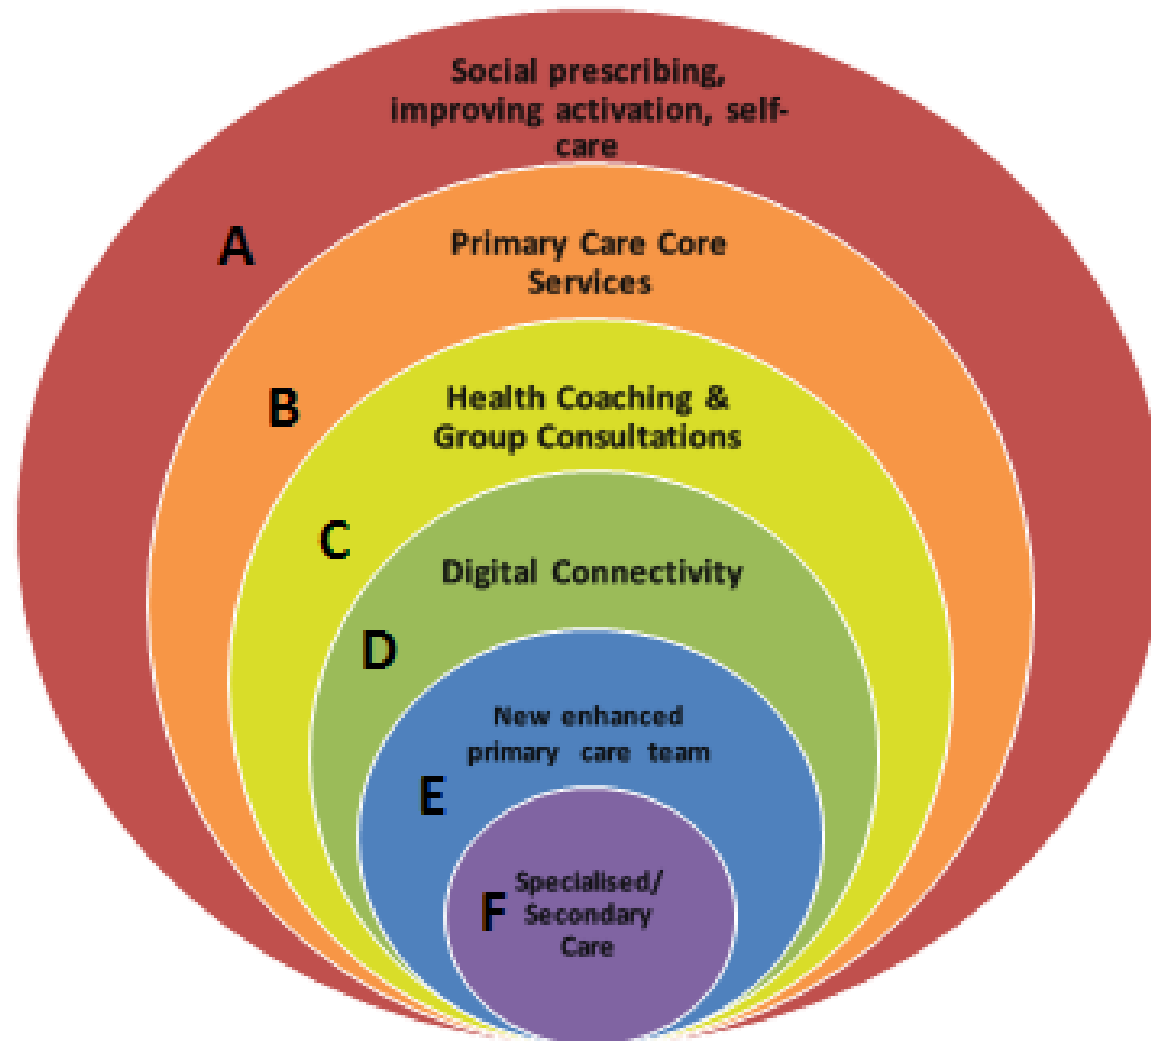 Social prescribing,
improving activation, self-
care
A
Primary Care Core
Services
B
Health Coaching &
Group Consultations
C
Digital Connectivity
D
New enhanced
primary care team
E
Specialised/
F Secondary
Care